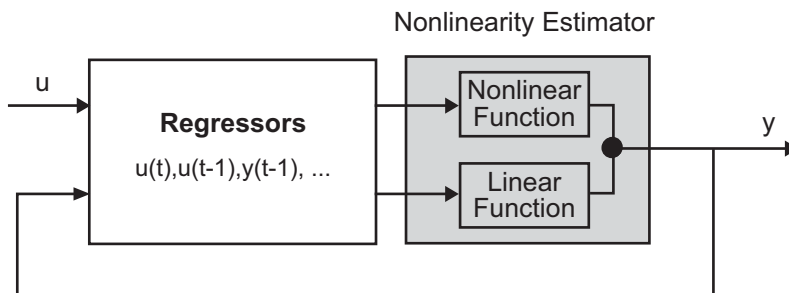 Nonlinearity Estimator
u
Regressors
u(t),u(t-1),y(t-1), ...
Nonlinear
Function
Linear
Function
y